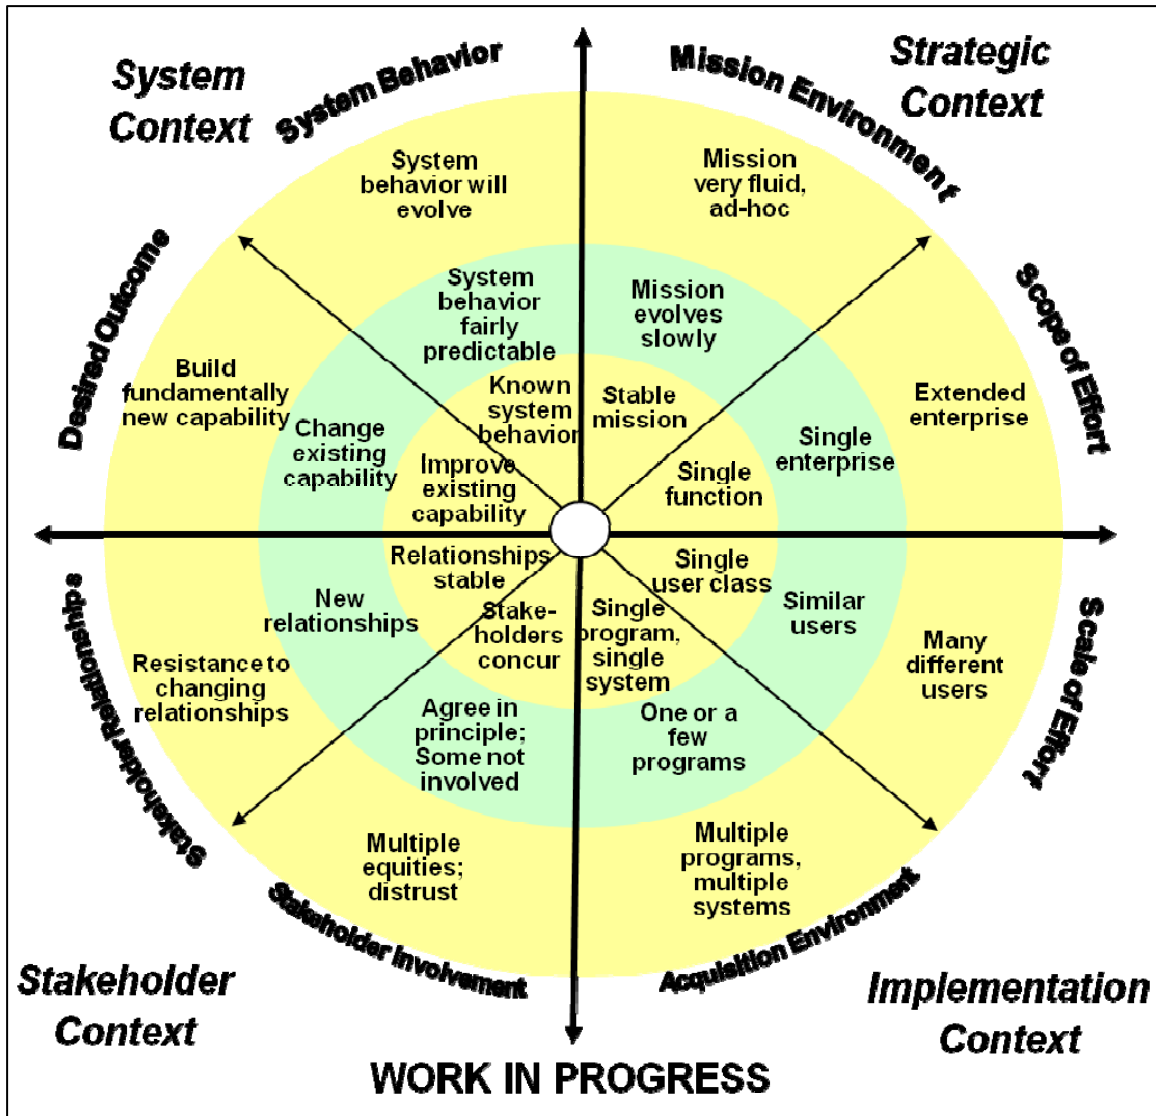 System
Context
System Behavior
Mission Environment
Strategic
Context
System
behavior will
evolve
Mission
very fluid,
ad-hoc
Desired Outcome
Scope of Effort
System
behavior
fairly
predictable
Mission
evolves
slowly
Build
fundamentally
new capability
Change
existing
capability
Known
system
behavior
Stable
mission
Single
enterprise
Extended
enterprise
Improve
existing
capability
Single
function
Relationships
stable
Single
user class
New
relationships
Stake-
holders
concur
Single
program,
single
system
Similar
users
Many
different
users
Resistance to
changing
relationships
Stakeholder Relationships
Scale of Effort
Agree in
principle;
Some not
involved
One or a
few
programs
Multiple
equities;
distrust
Multiple
programs,
multiple
systems
Stakeholder Involvement
Acquisition Environment
Stakeholder
Context
Implementation
Context
WORK IN PROGRESS